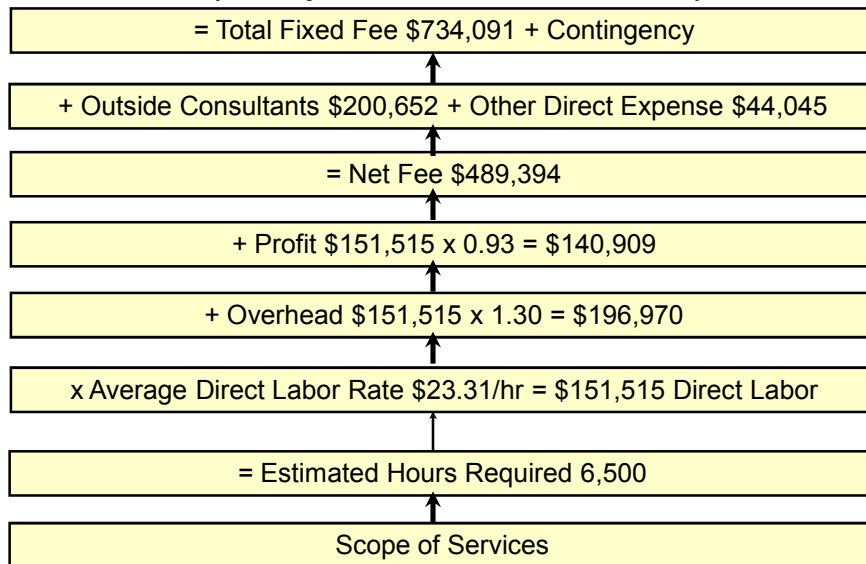 = Total Fixed Fee $734,091 + Contingency
+ Outside Consultants $200,652 + Other Direct Expense $44,045
= Net Fee $489,394
+ Profit $151,515 x 0.93 = $140,909
+ Overhead $151,515 x 1.30 = $196,970
x Average Direct Labor Rate $23.31/hr = $151,515 Direct Labor
= Estimated Hours Required 6,500
Scope of Services